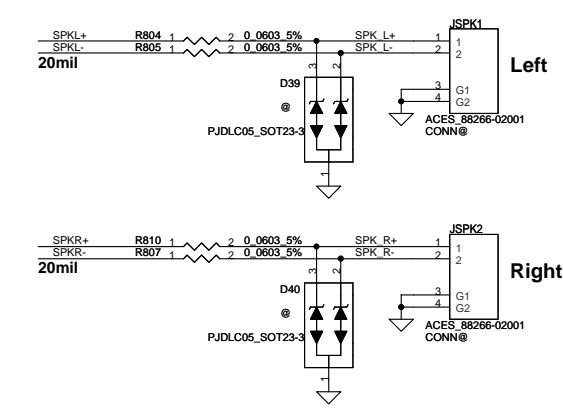 JSPK1
SPKL+ R804 1 2 0_0603_5% SPK_L+ 1 1
SPKL- R805 1 2 0_0603_5% SPK_L- 2 2
20mil
Left
3 2
D39
3 G1
4 G2
@
PJDLC05_SOT23-3
ACES_88266-02001
CONN@
1
JSPK2
SPKR+ R810 1 2 0_0603_5% SPK_R+ 1 1
SPKR- R807 1 2 0_0603_5% SPK_R- 2 2
20mil
Right
3 2
D40
3 G1
4 G2
@
PJDLC05_SOT23-3
ACES_88266-02001
CONN@
1